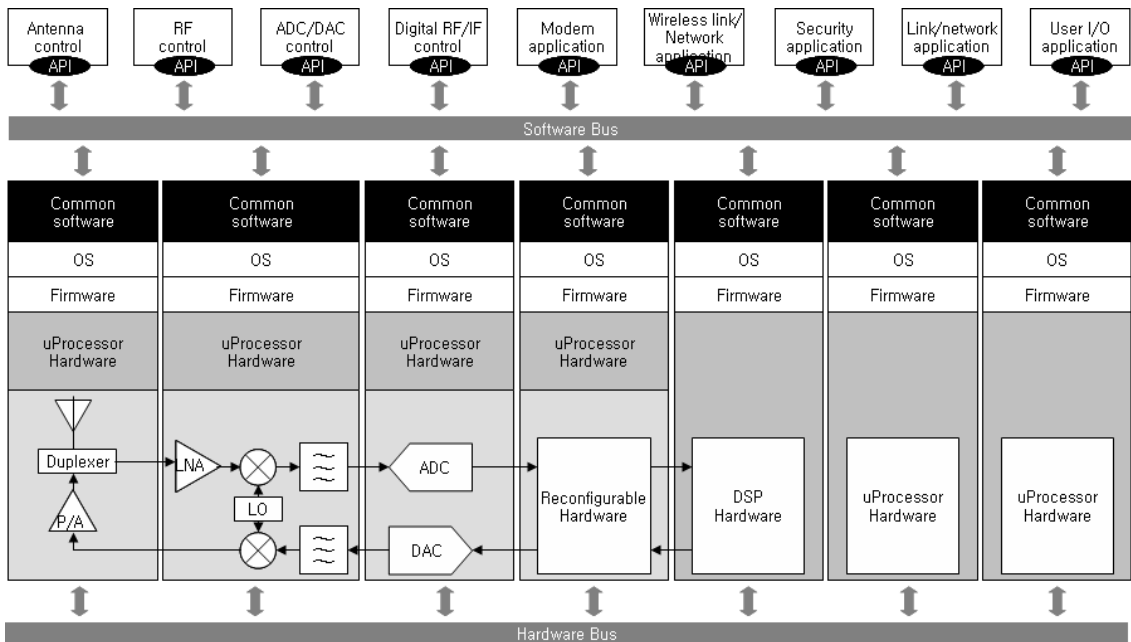 Antenna
control
API
RF
control
API
ADC/DAC
control
API
Digital RF/IF
control
API
Modem
application
API
Wireless link/
Network
application
API
Security
application
API
Link/network
application
API
User I/O
application
API
Software Bus
Common
software
Common
software
Common
software
Common
software
Common
software
Common
software
Common
software
OS
OS
OS
OS
OS
OS
OS
Firmware
Firmware
Firmware
Firmware
Firmware
Firmware
Firmware
uProcessor
Hardware
uProcessor
Hardware
uProcessor
Hardware
uProcessor
Hardware
Duplexer
P/A
LNA
LO
ADC
DAC
Reconfigurable
Hardware
DSP
Hardware
uProcessor
Hardware
uProcessor
Hardware
Hardware Bus